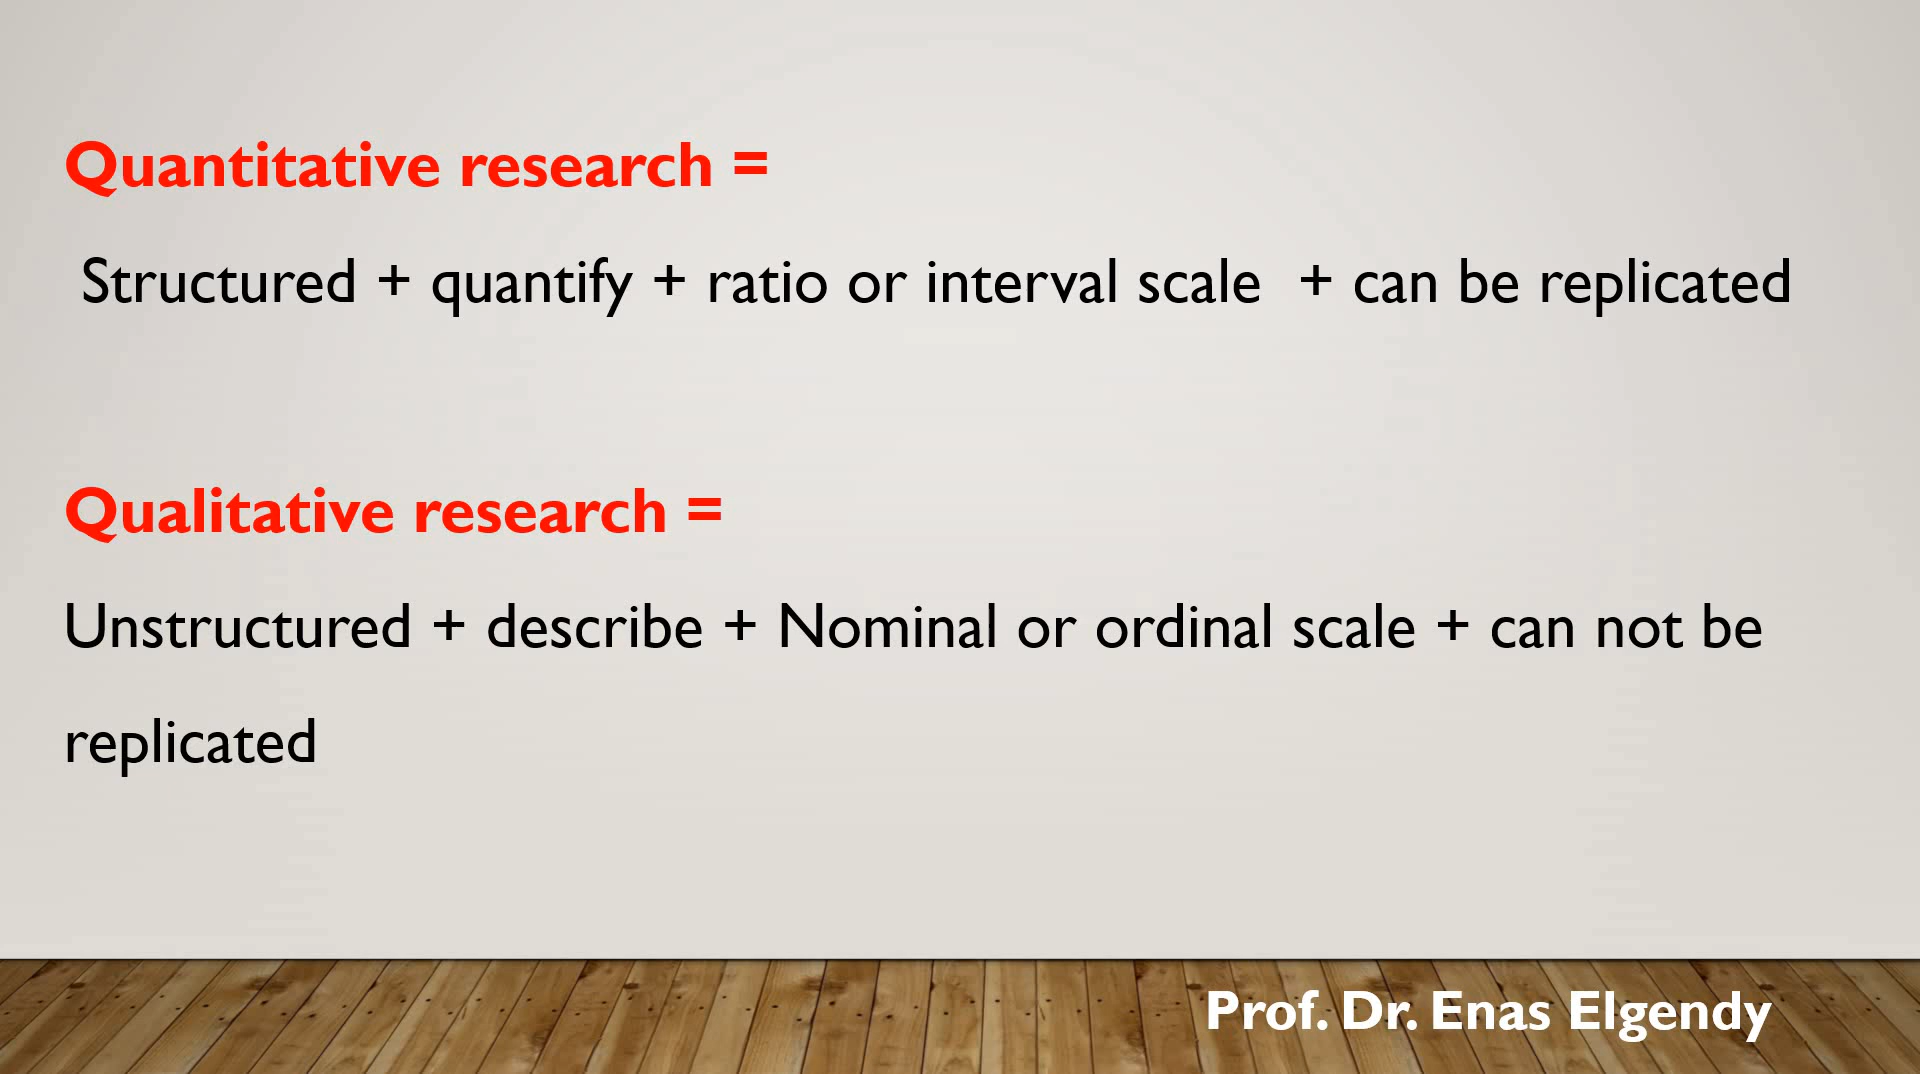 Quantitative research =
Structured + quantify + ratio or interval scale + can be replicated
Qualitative research =
Unstructured + describe + Nominal or ordinal scale + can not be
replicated
Prof. Dr. Enas Elgendy